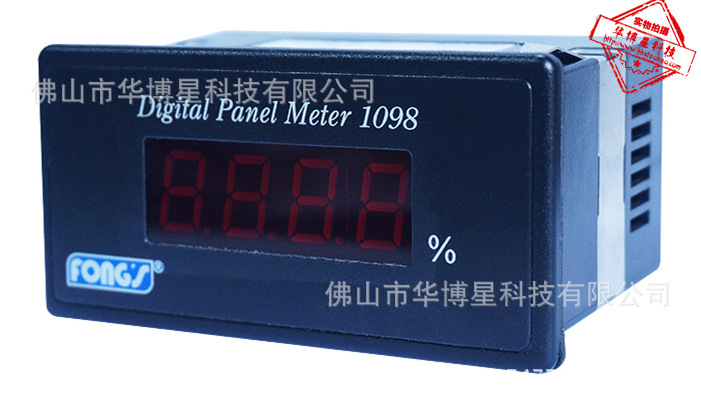 实物拍摄
华博星科技
佛山市华博星科技有限公司
Digital Panel Meter 1098
8.8.8.8
%
FONG'S®
佛山市华博星科技有限公司